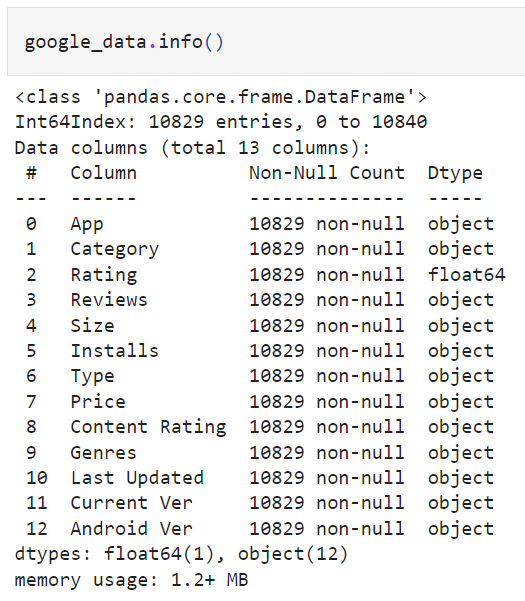 google_data.info()
<class 'pandas.core.frame.DataFrame'>
Int64Index: 10829 entries, 0 to 10840
Data columns (total 13 columns):
 #   Column          Non-Null Count  Dtype
---  ------          --------------  -----
 0   App             10829 non-null  object
 1   Category        10829 non-null  object
 2   Rating          10829 non-null  float64
 3   Reviews         10829 non-null  object
 4   Size            10829 non-null  object
 5   Installs        10829 non-null  object
 6   Type            10829 non-null  object
 7   Price           10829 non-null  object
 8   Content Rating  10829 non-null  object
 9   Genres          10829 non-null  object
 10  Last Updated    10829 non-null  object
 11  Current Ver     10829 non-null  object
 12  Android Ver     10829 non-null  object
dtypes: float64(1), object(12)
memory usage: 1.2+ MB